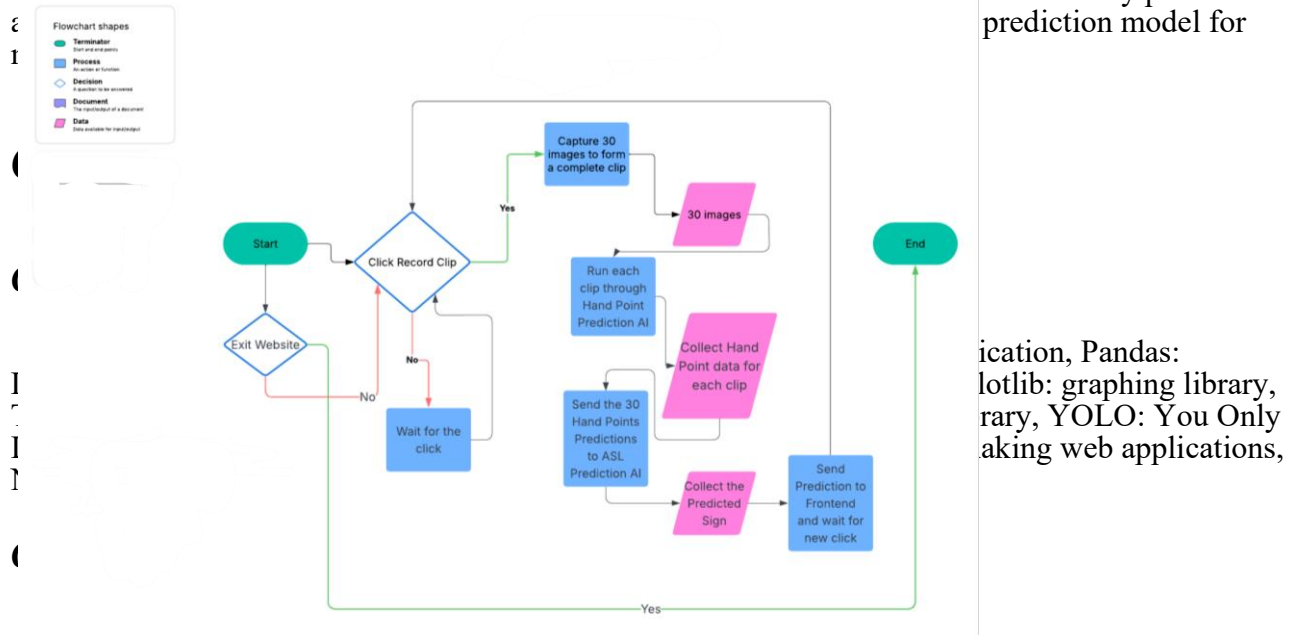 prediction model for
Flowchart shapes
Terminator
Start and end points
Process
An action or function
Decision
A question to be answered
Document
The input/output of a document
Data
Data available for input/output
Capture 30
images to form
a complete clip
Yes
30 images
Start
Click Record Clip
End
Run each
clip through
Hand Point
Prediction AI
Exit Website
Collect Hand
Point data for
each clip
No
No
Wait for the
click
Send the 30
Hand Points
Predictions
to ASL
Prediction AI
Collect the
Predicted
Sign
Send
Prediction to
Frontend
and wait for
new click
Yes
ication, Pandas:
lotlib: graphing library,
rary, YOLO: You Only
aking web applications,